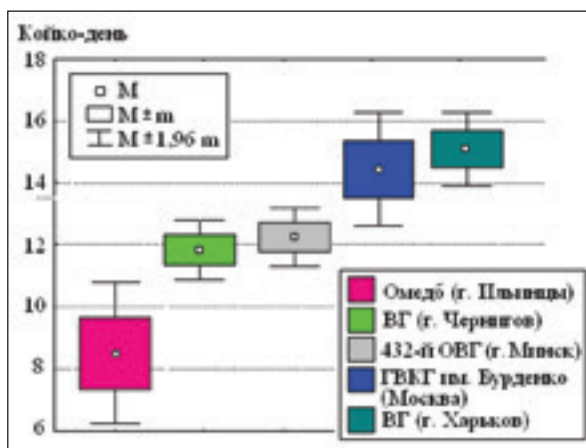 Койко-день
18
16
14
12
10
8
6
М
М ± m
М ± 1,96 m
Омедб (г. Ильинцы)
ВГ (г. Чернигов)
432-й ОВГ (г. Минск)
ГВКГ им. Бурденко
(Москва)
ВГ (г. Харьков)